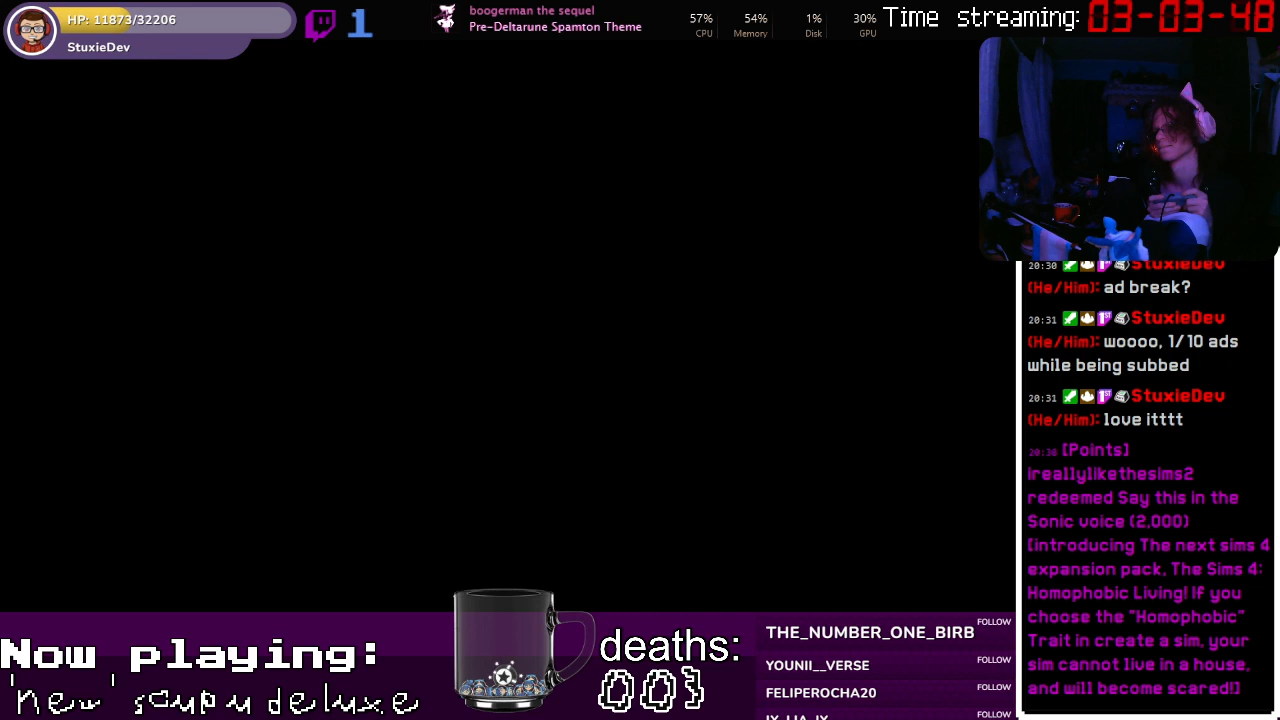 HP: 11873/32206
StuxieDev
1
boogerman the sequel
Pre-Deltarune Spamton Theme
57% 54% 1% 30%
CPU Memory Disk GPU
Time streaming: 03-03-48
20:30 StuxieDev
(He/Him): ad break?
20:31 1ST StuxieDev
(He/Him): woooo, 1/10 ads
while being subbed
20:31 1ST StuxieDev
(He/Him): love itttt
20:38 [Points]
ireallylikethesims2
redeemed Say this in the
Sonic voice (2,000)
[introducing The next sims 4
expansion pack, The Sims 4:
Homophobic Living! If you
choose the "Homophobic"
Trait in create a sim, your
sim cannot live in a house,
and will become scared!]
Now playing:
'new' soup u deluxe
deaths:
003
THE_NUMBER_ONE_BIRB FOLLOW
YOUNII__VERSE FOLLOW
FELIPEROCHA20 FOLLOW
FOLLOW